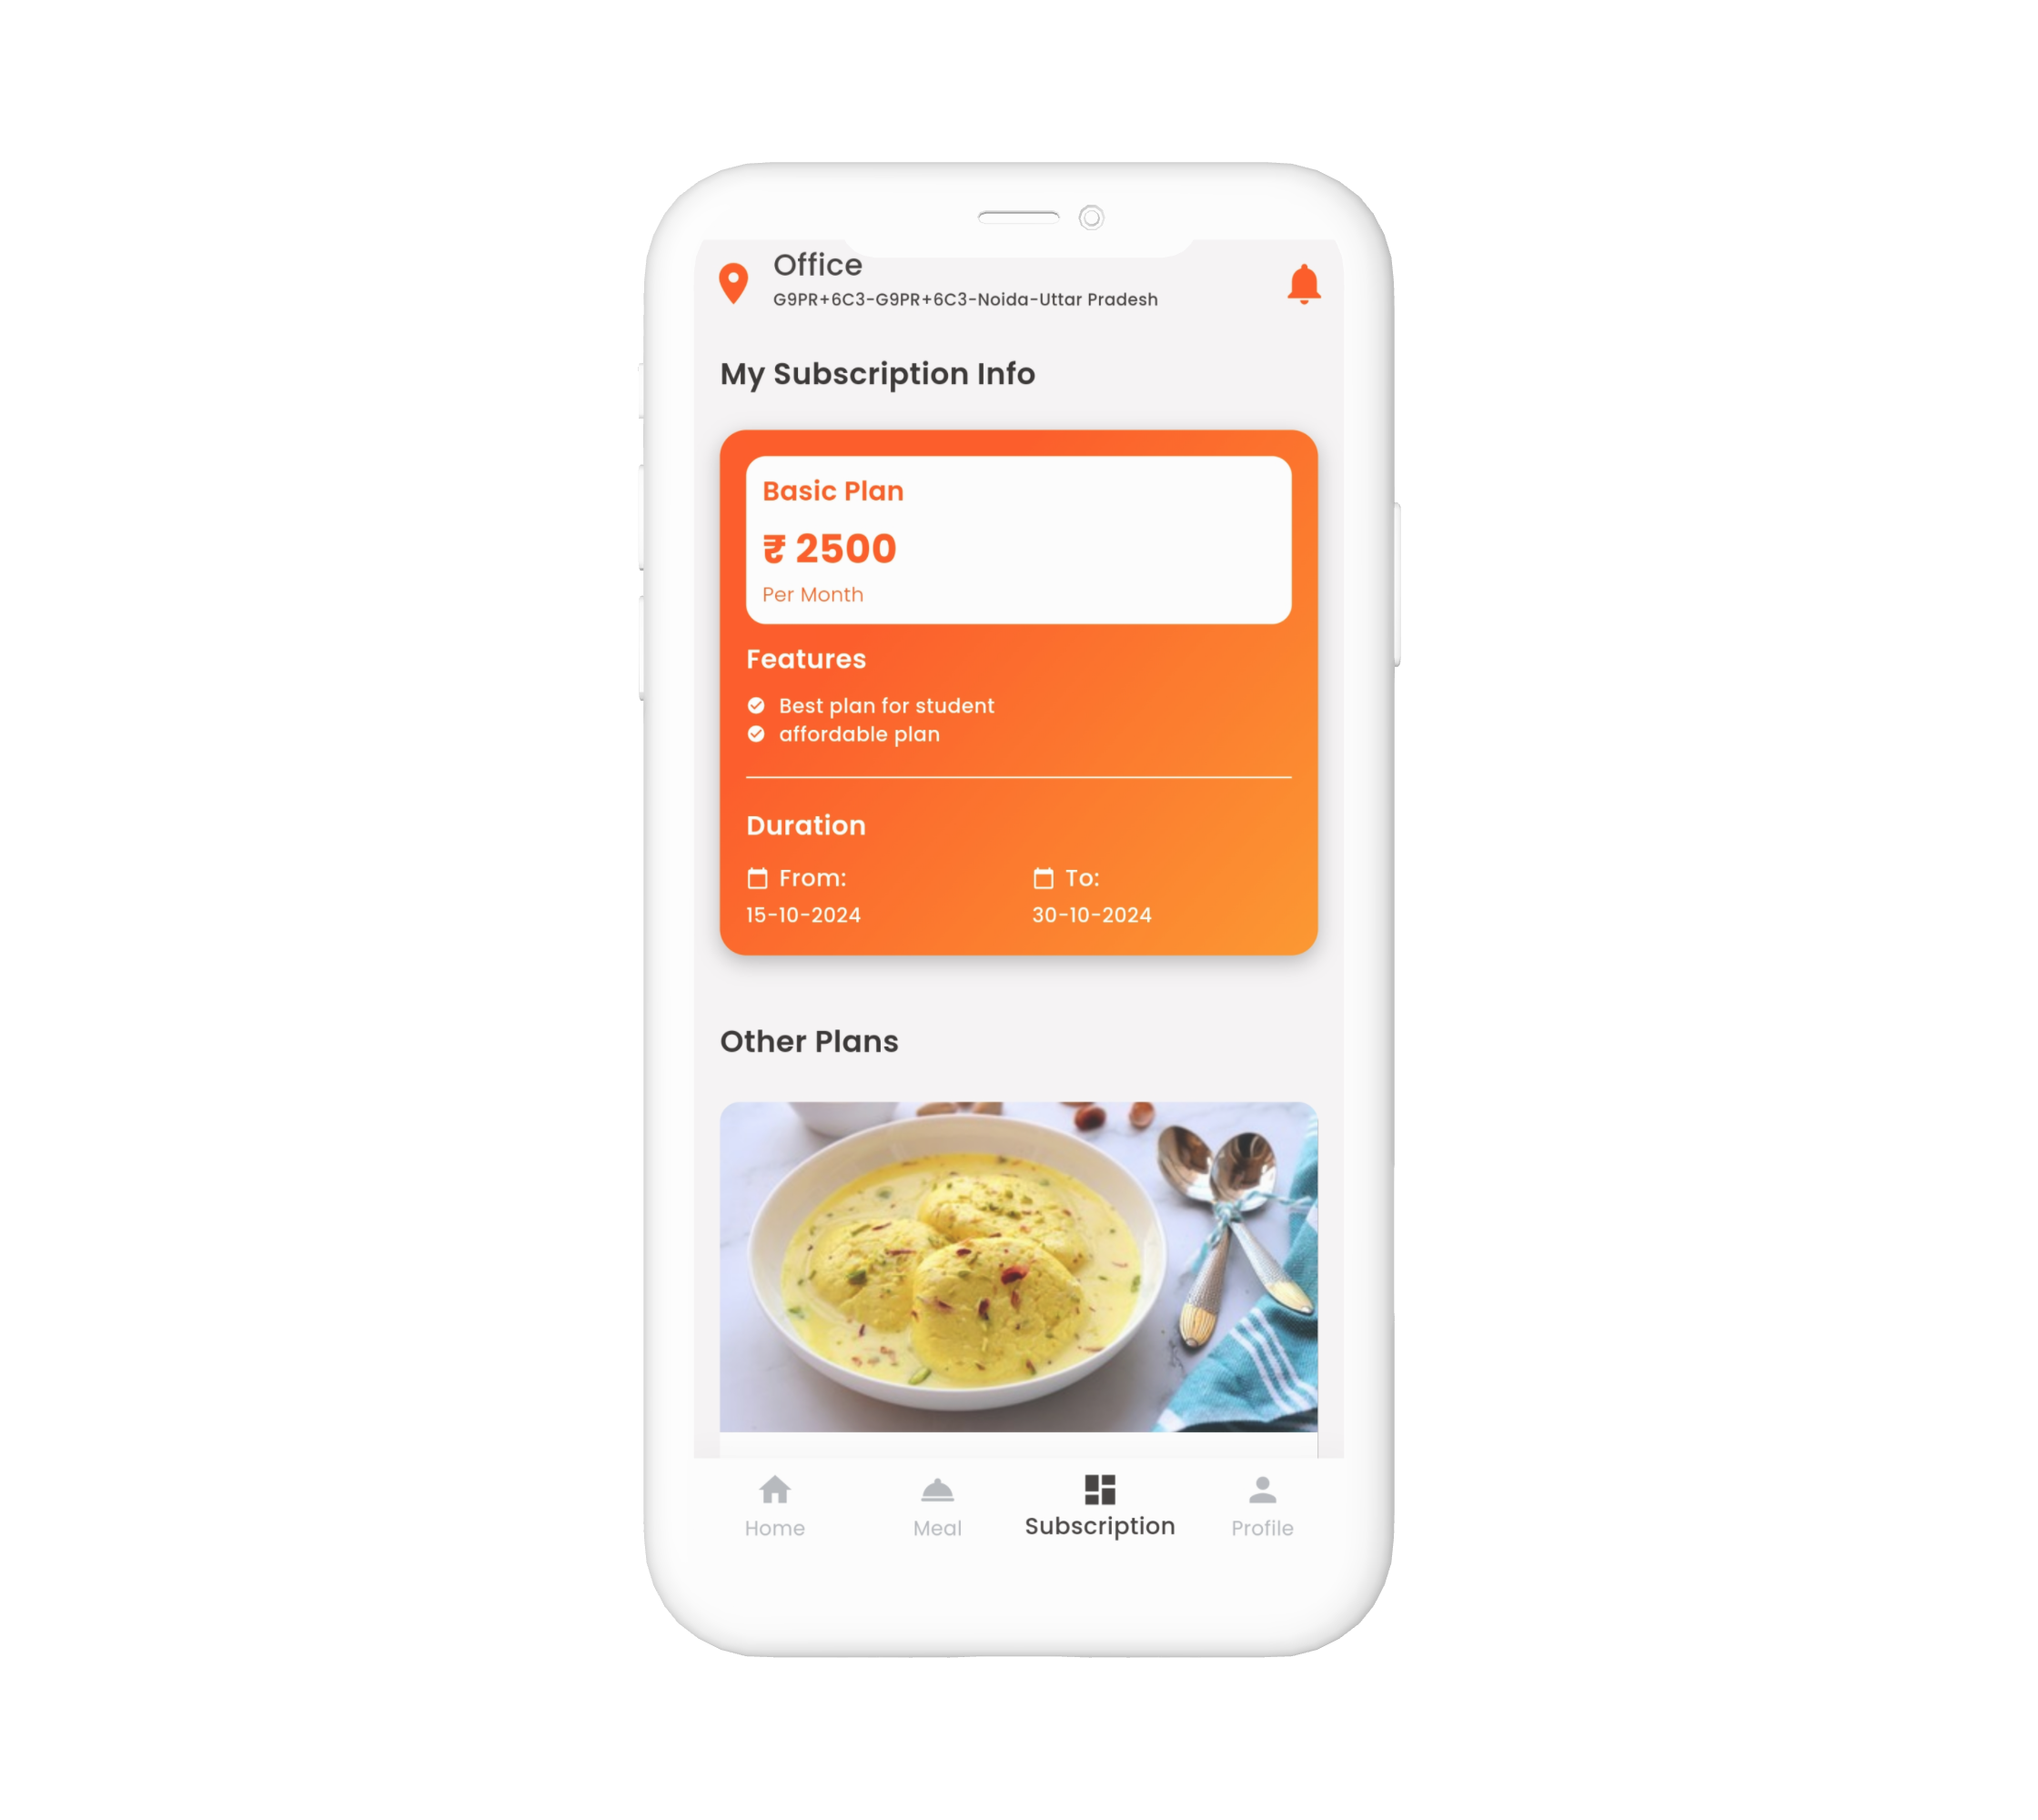 Office
G9PR+6C3-G9PR+6C3-Noida-Uttar Pradesh
My Subscription Info
Basic Plan
₹ 2500
Per Month
Features
Best plan for student
affordable plan
Duration
From: To:
15-10-2024 30-10-2024
Other Plans
Home Meal Subscription Profile